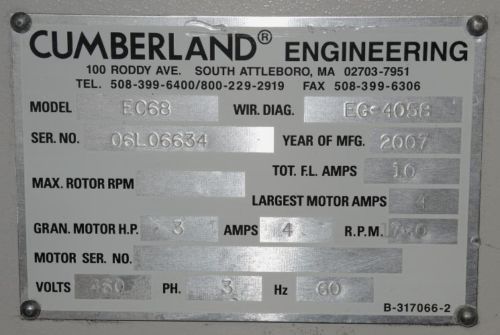 CUMBERLAND® ENGINEERING
100 RODDY AVE. SOUTH ATTLEBORO, MA 02703-7951
TEL. 508-399-6400/800-229-2919 FAX 508-399-6306
MODEL EC68 WIR. DIAG. EG-4058
SER. NO. 06L06634 YEAR OF MFG. 2007
TOT. F.L. AMPS 10
MAX. ROTOR RPM
LARGEST MOTOR AMPS 4
GRAN. MOTOR H.P. 3 AMPS 4 R.P.M.
MOTOR SER. NO.
VOLTS 460 PH. 3 Hz 60
B-317066-2